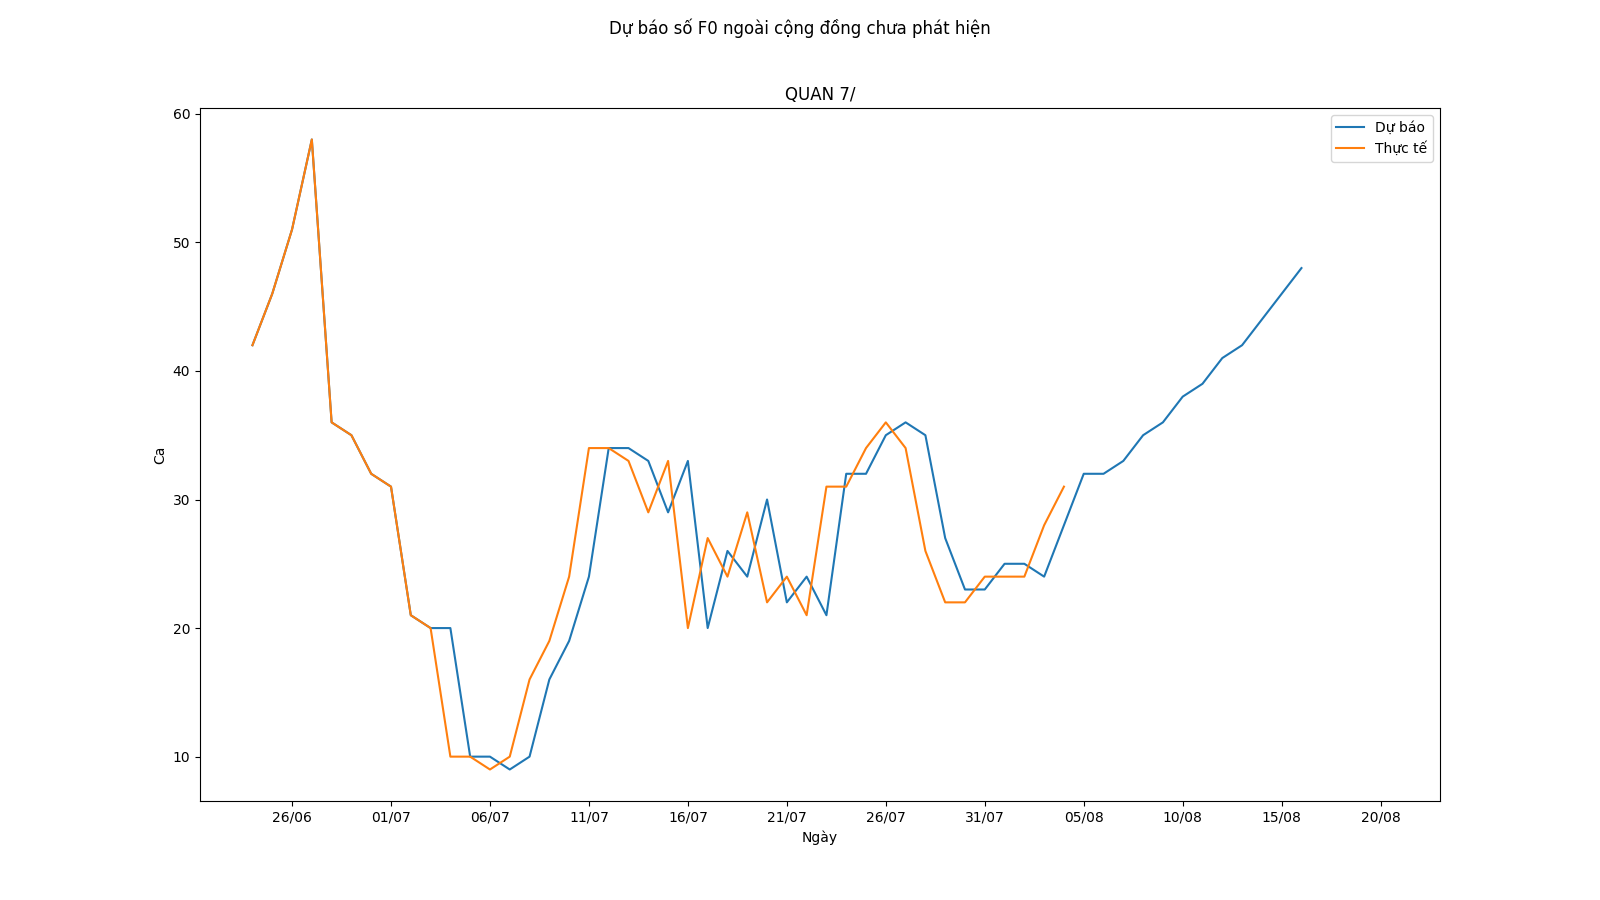 Dự báo số F0 ngoài cộng đồng chưa phát hiện
QUAN 7/
Dự báo
Thực tế
60
50
40
30
20
10
Ca
26/06 01/07 06/07 11/07 16/07 21/07 26/07 31/07 05/08 10/08 15/08 20/08
Ngày